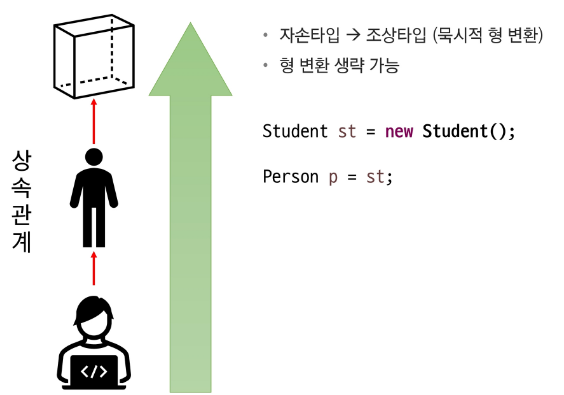 • 자손타입 → 조상타입 (묵시적 형 변환)
• 형 변환 생략 가능
Student st = new Student();
Person p = st;
상속관계
</>